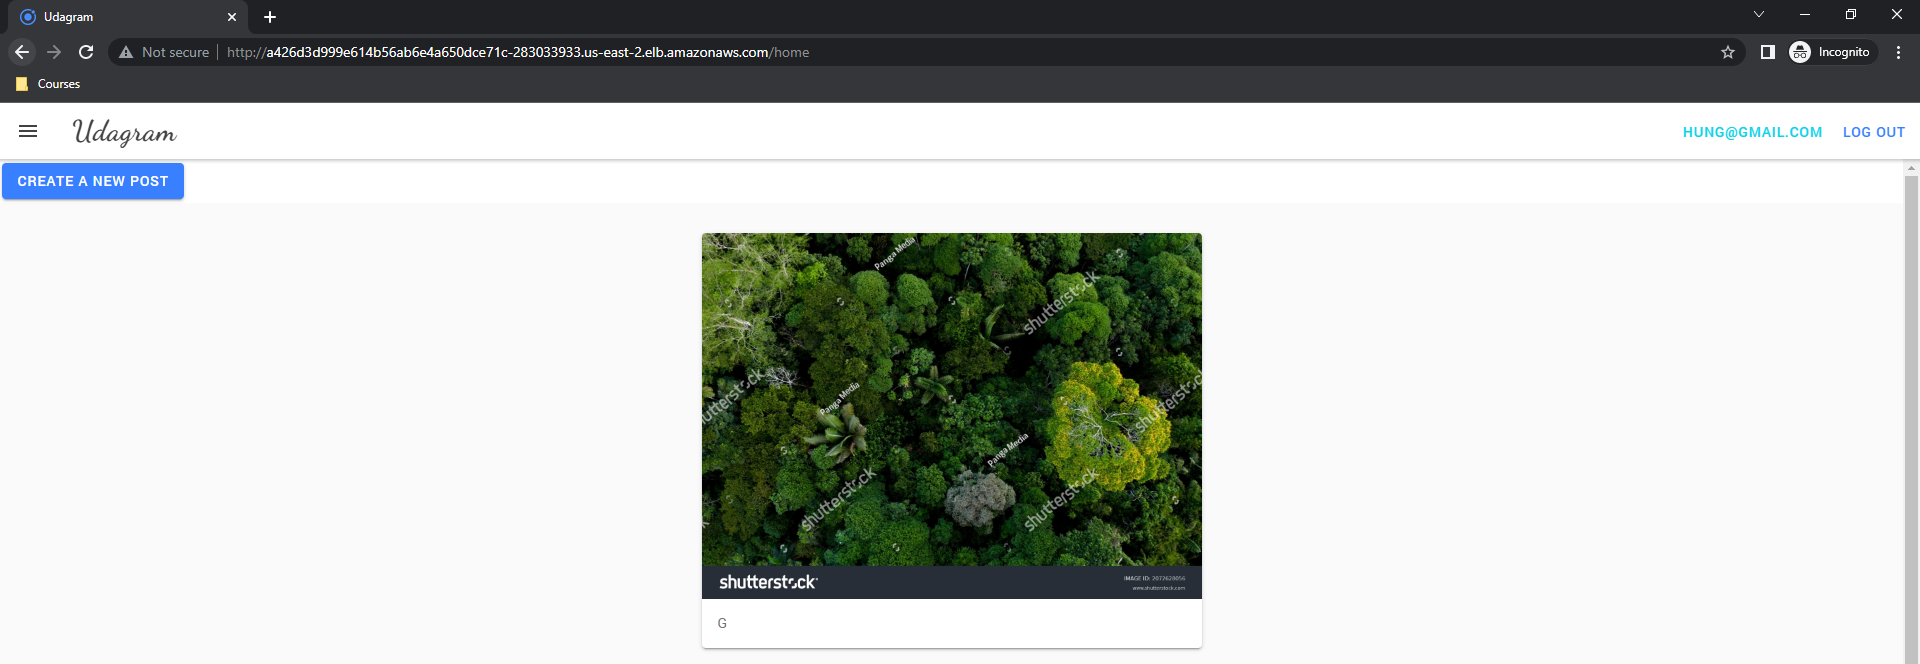 Udagram
Not secure http://a426d3d999e614b56ab6e4a650dce71c-283033933.us-east-2.elb.amazonaws.com/home
Incognito
Courses
Udagram
HUNG@GMAIL.COM LOG OUT
CREATE A NEW POST
Panga Media
shutterstock
shutterstock
Panga Media
shutterstock
Panga Media
shutterstock
shutterstock
shutterstock
IMAGE ID: 2072628056
www.shutterstock.com
G